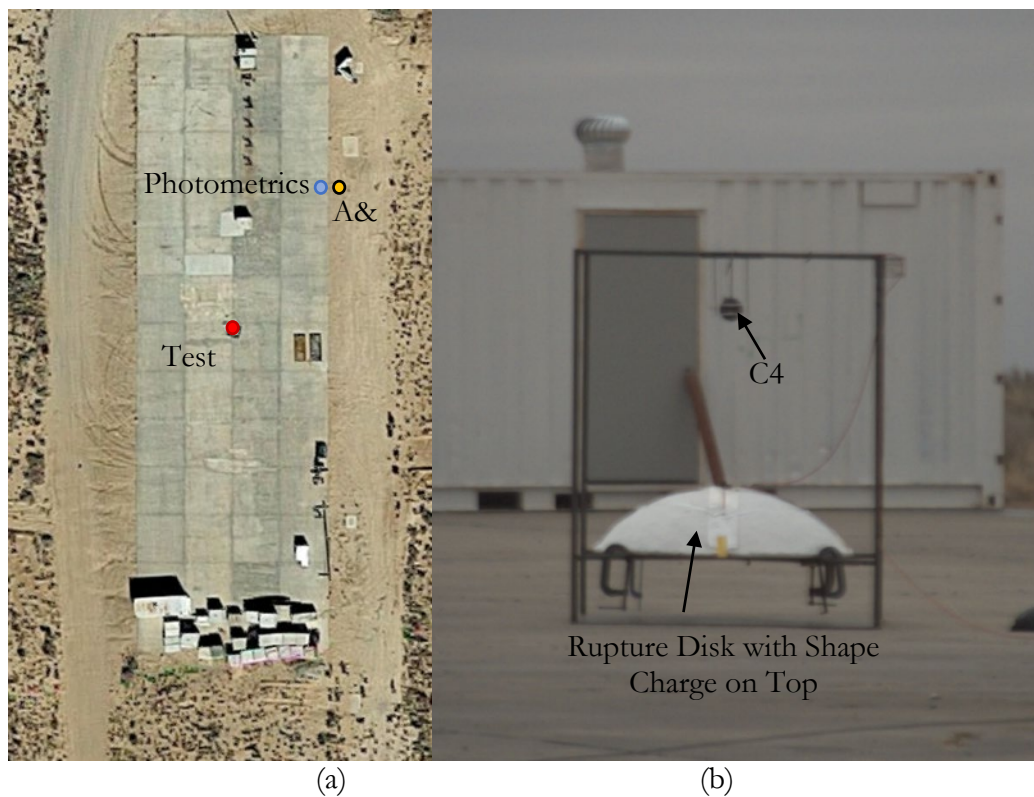 Photometrics
A&
Test
C4
Rupture Disk with Shape
Charge on Top
(a)
(b)